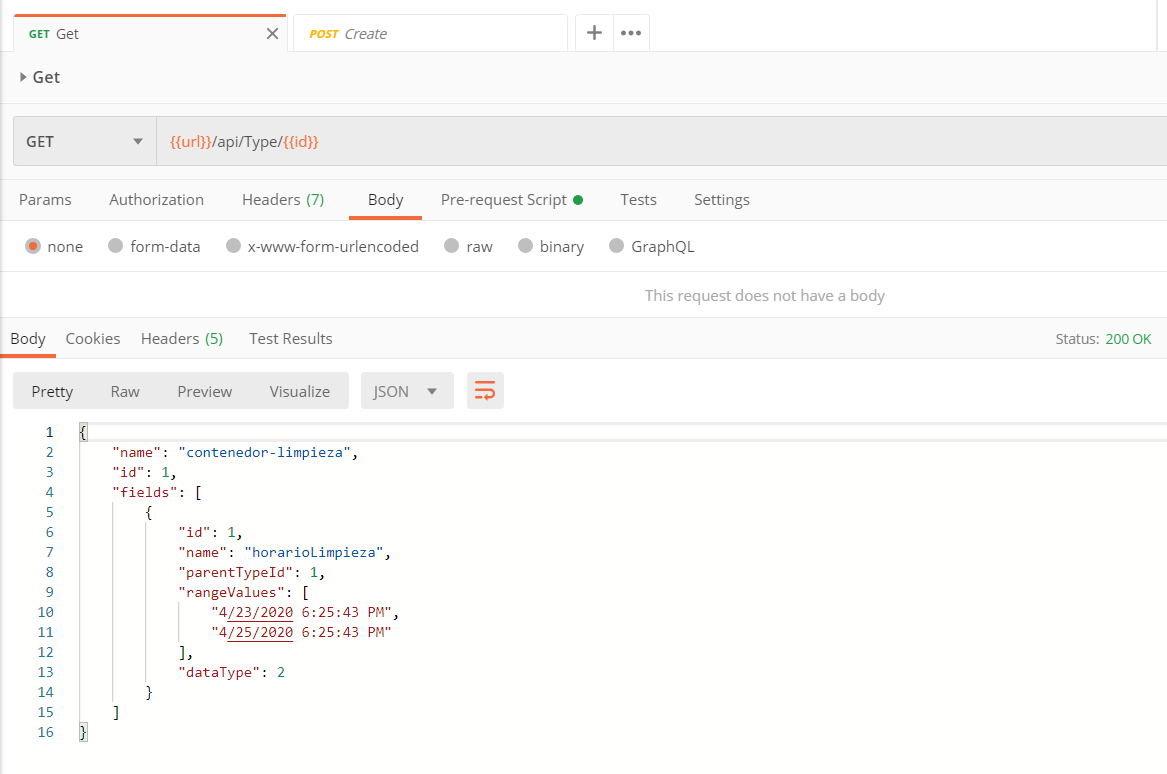 GET Get
POST Create
Get
GET {{url}}/api/Type/{{id}}
Params Authorization Headers (7) Body Pre-request Script Tests Settings
none form-data x-www-form-urlencoded raw binary GraphQL
This request does not have a body
Body Cookies Headers (5) Test Results Status: 200 OK
Pretty Raw Preview Visualize JSON
1 {
2 "name": "contenedor-limpieza",
3 "id": 1,
4 "fields": [
5 {
6 "id": 1,
7 "name": "horarioLimpieza",
8 "parentTypeId": 1,
9 "rangeValues": [
10 "4/23/2020 6:25:43 PM",
11 "4/25/2020 6:25:43 PM"
12 ],
13 "dataType": 2
14 }
15 ]
16 }